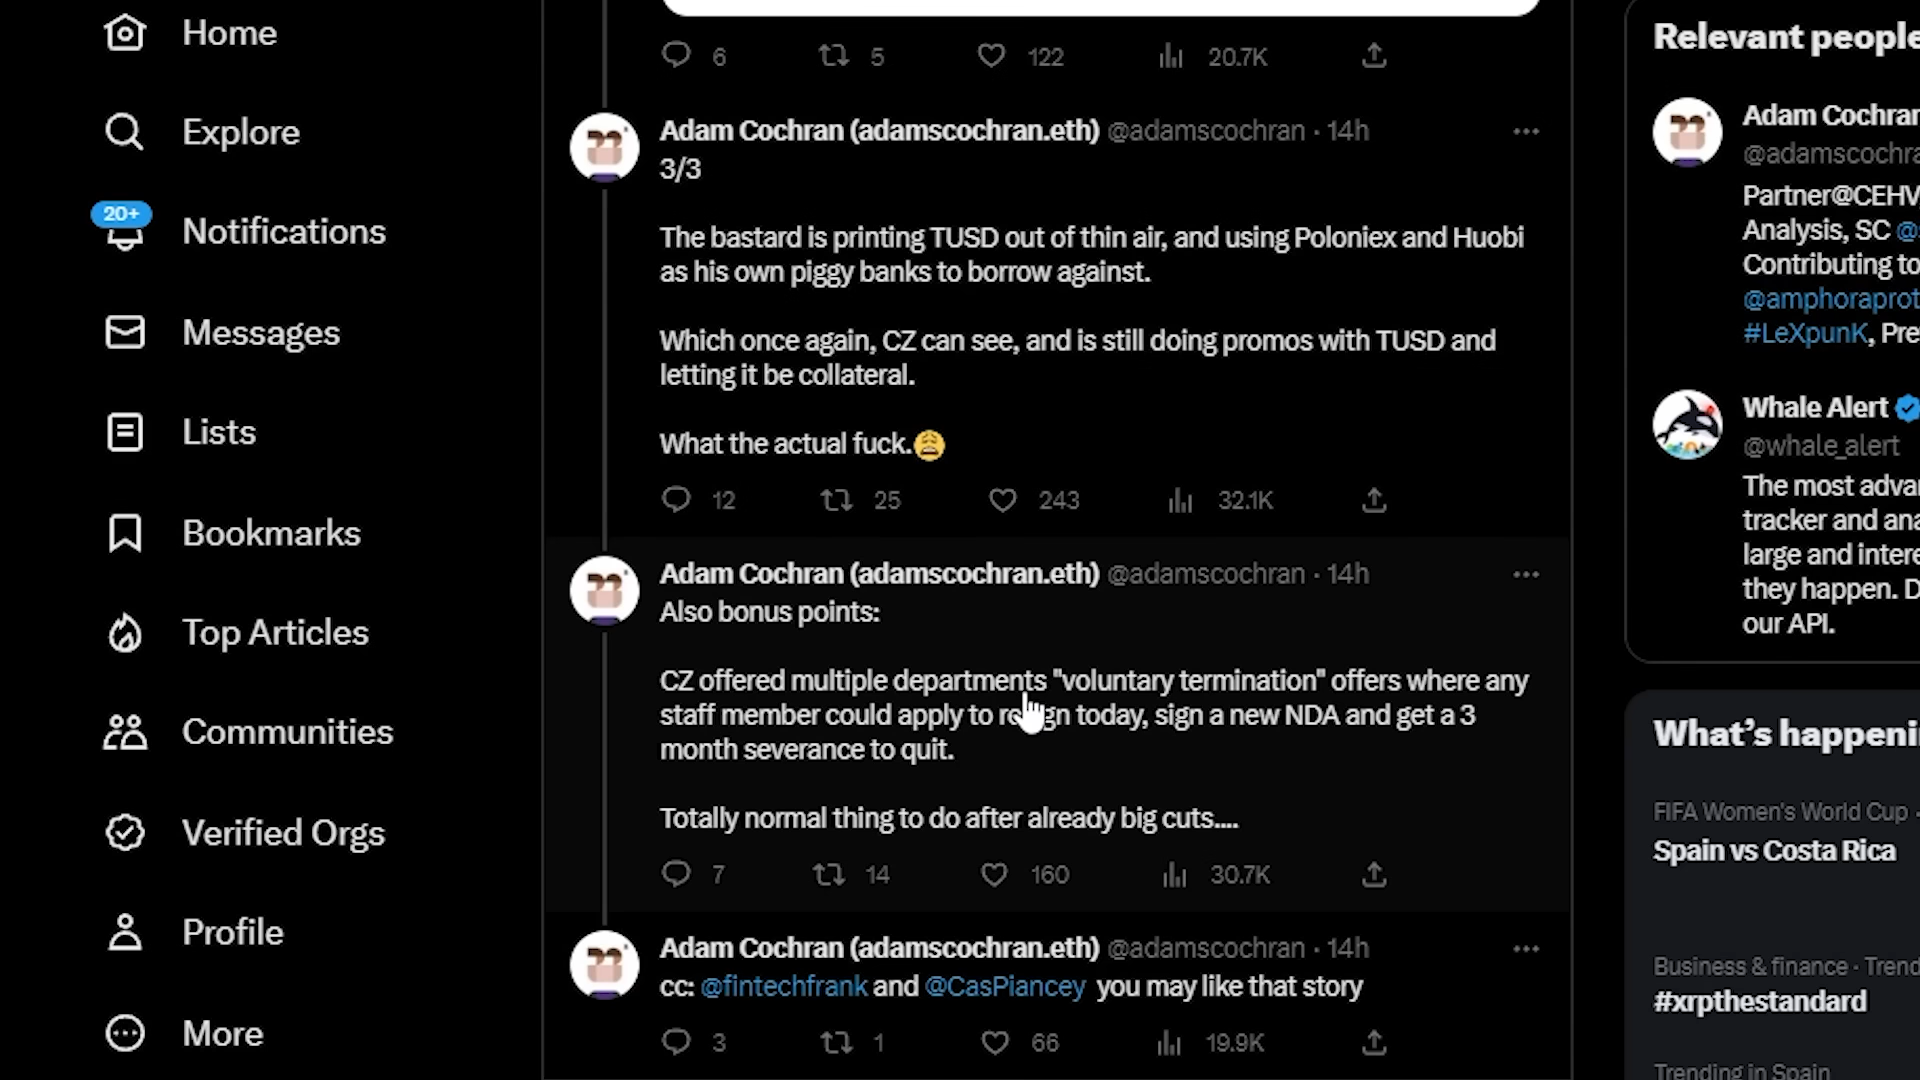 Home
Explore
20+
Notifications
Messages
Lists
Bookmarks
Top Articles
Communities
Verified Orgs
Profile
More
6 5 122 20.7K
Adam Cochran (adamscochran.eth) @adamscochran · 14h
3/3
The bastard is printing TUSD out of thin air, and using Poloniex and Huobi
as his own piggy banks to borrow against.
Which once again, CZ can see, and is still doing promos with TUSD and
letting it be collateral.
What the actual fuck.😩
12 25 243 32.1K
Adam Cochran (adamscochran.eth) @adamscochran · 14h
Also bonus points:
CZ offered multiple departments "voluntary termination" offers where any
staff member could apply to resign today, sign a new NDA and get a 3
month severance to quit.
Totally normal thing to do after already big cuts....
7 14 160 30.7K
Adam Cochran (adamscochran.eth) @adamscochran · 14h
cc: @fintechfrank and @CasPiancey you may like that story
3 1 66 19.9K
Relevant people
Adam Cochran
@adamscochra
Partner@CEHV
Analysis, SC @
Contributing to
@amphoraprot
#LeXpunK, Pre
Whale Alert
@whale_alert
The most adva
tracker and ana
large and intere
they happen. D
our API.
What's happeni
FIFA Women's World Cup ·
Spain vs Costa Rica
Business & finance · Trend
#xrpthestandard
Trending in Spain